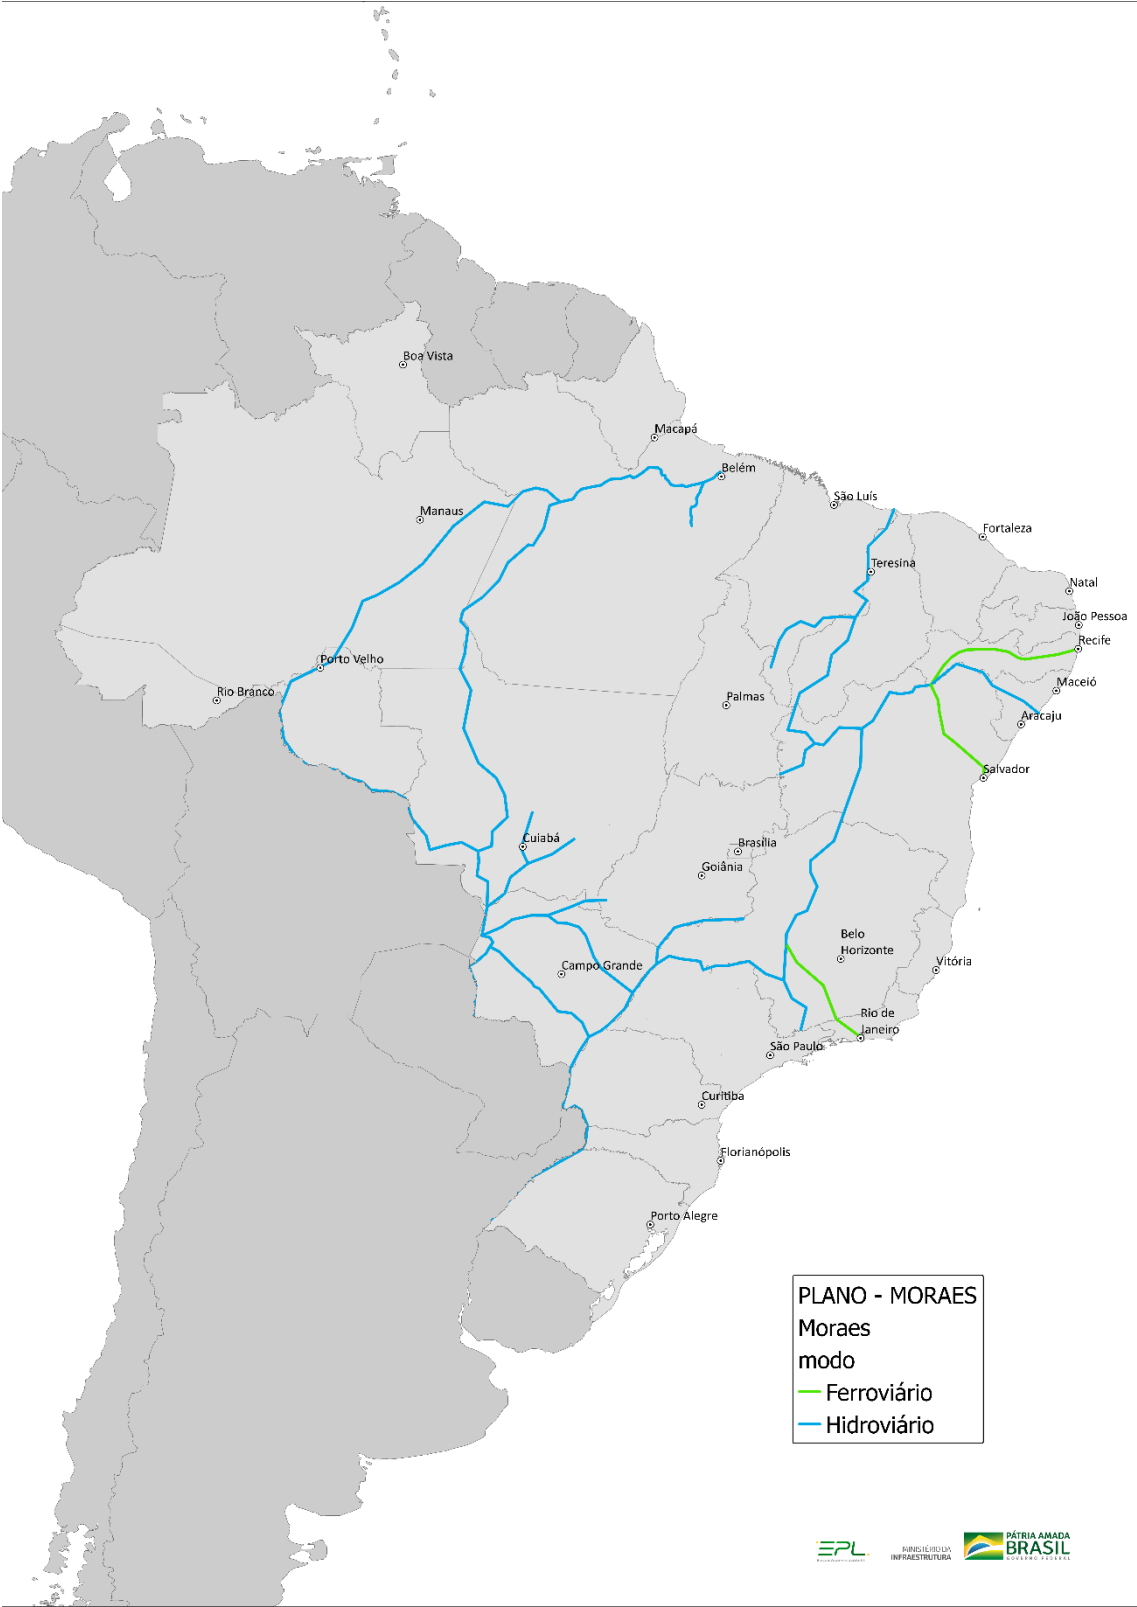 Boa Vista
Macapá
Belém
São Luís
Manaus
Fortaleza
Teresina
Natal
João Pessoa
Recife
Porto Velho
Maceió
Rio Branco
Palmas
Aracaju
Salvador
Cuiabá
Brasília
Goiânia
Belo
Horizonte
Vitória
Campo Grande
Rio de
Janeiro
São Paulo
Curitiba
Florianópolis
Porto Alegre
PLANO - MORAES
Moraes
modo
Ferroviário
Hidroviário
EPL
MINISTÉRIO DA
INFRAESTRUTURA
PÁTRIA AMADA
BRASIL
GOVERNO FEDERAL